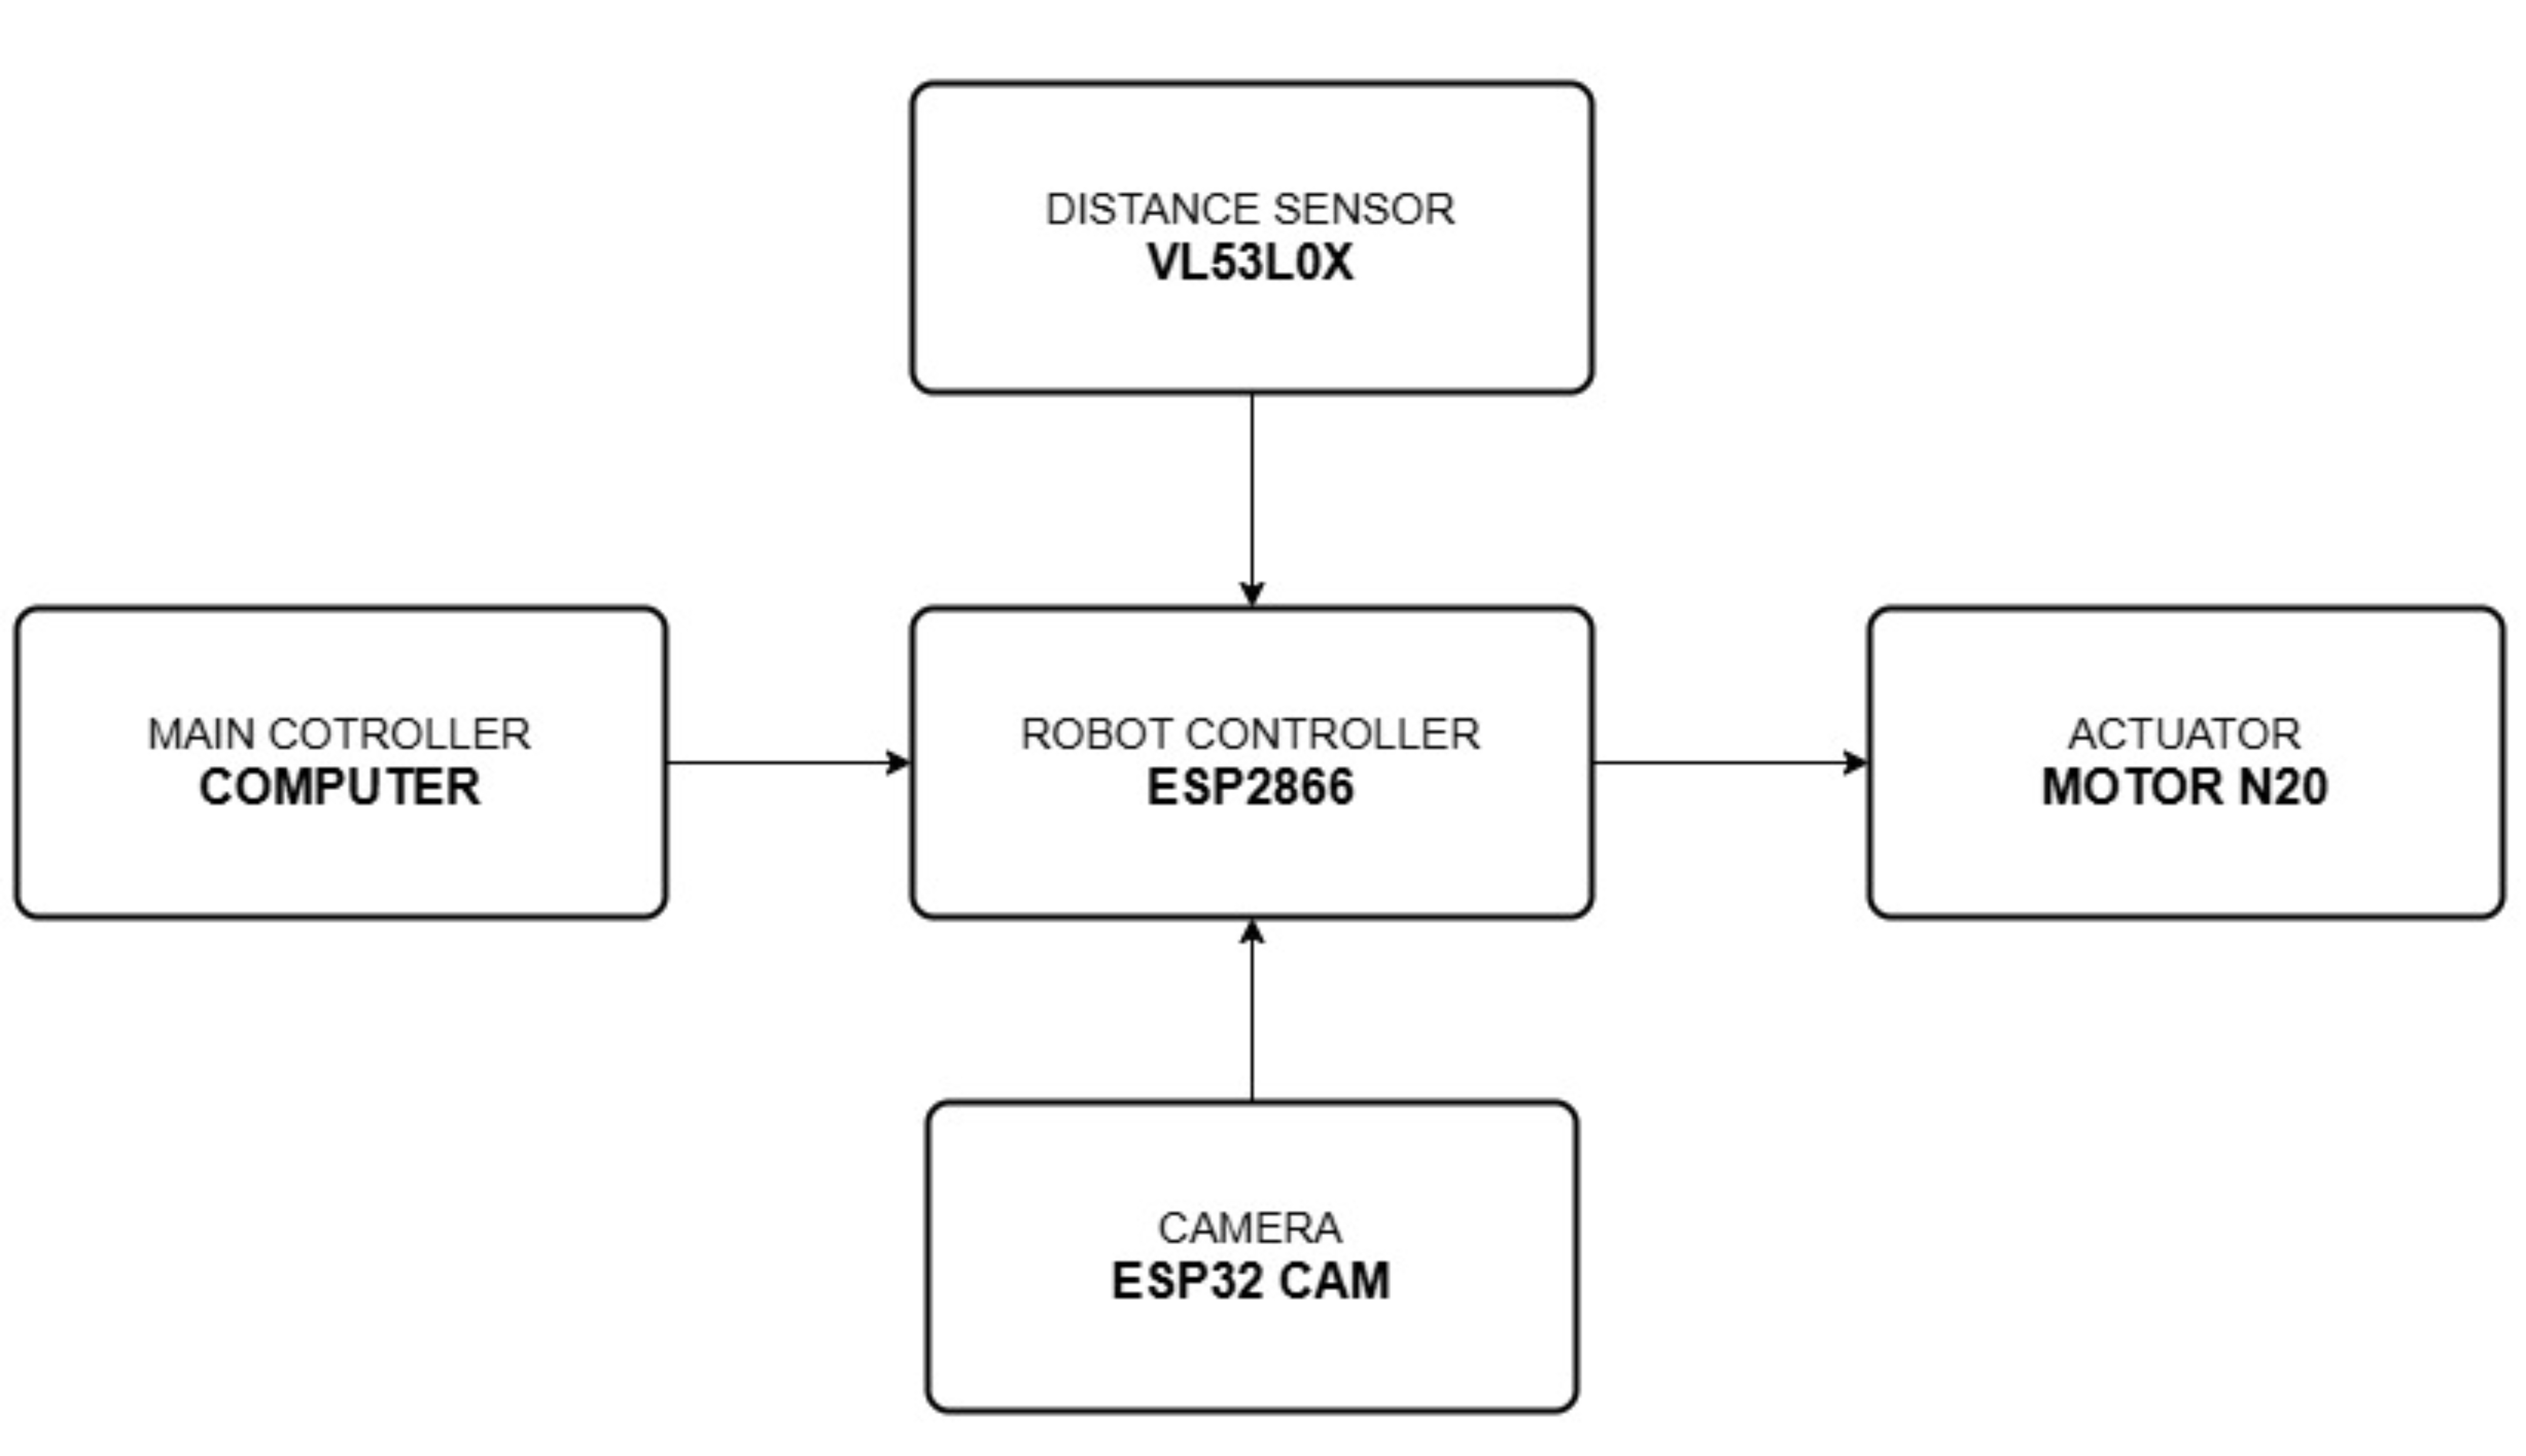 DISTANCE SENSOR
VL53L0X
MAIN COTROLLER
COMPUTER
ROBOT CONTROLLER
ESP2866
ACTUATOR
MOTOR N20
CAMERA
ESP32 CAM